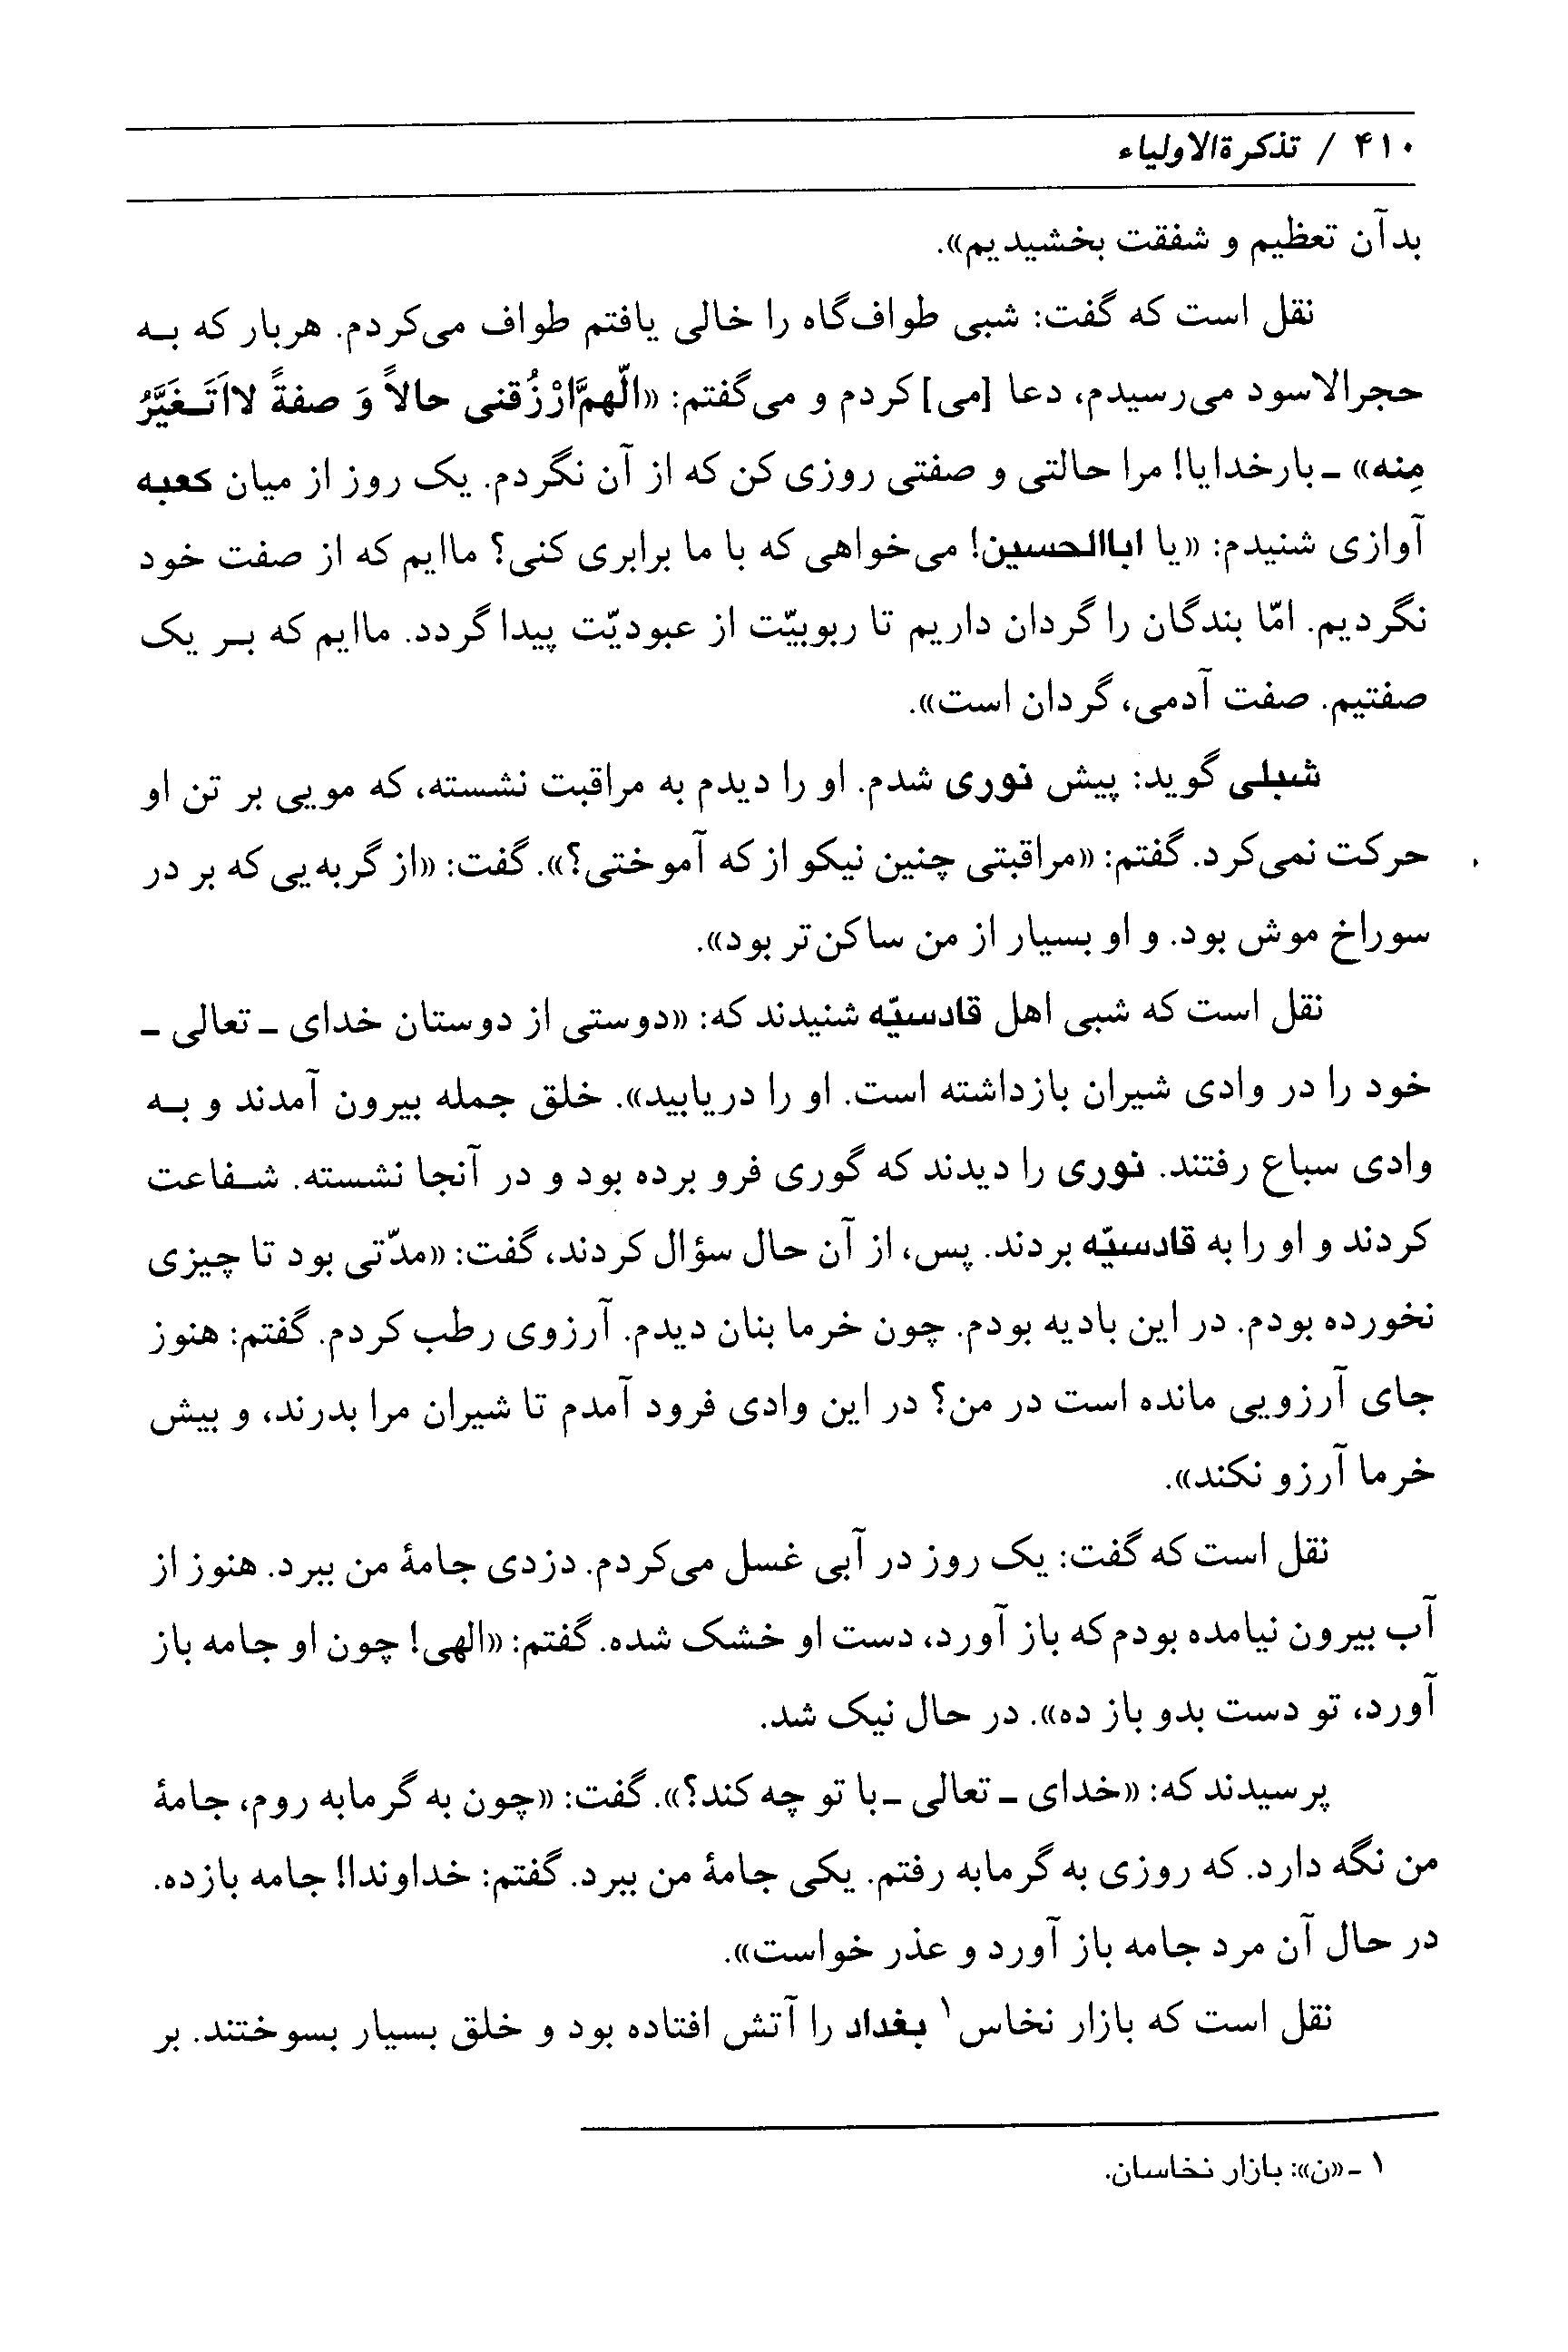 ۴۱۰ / تذکرةالاولیاء
بدآن تعظیم و شفقت بخشیدیم».
نقل است که گفت: شبی طواف‌گاه را خالی یافتم طواف می‌کردم. هربار که به
حجرالاسود می‌رسیدم، دعا [می]کردم و می‌گفتم: «الّهمَّ‌ارْزُقنی حالاً وَ صفةً لااَتَغیَّرُ
مِنه» ـ بارخدایا! مرا حالتی و صفتی روزی کن که از آن نگردم. یک روز از میان کعبه
آوازی شنیدم: «یا اباالحسین! می‌خواهی که با ما برابری کنی؟ ماایم که از صفت خود
نگردیم. امّا بندگان را گردان داریم تا ربوبیّت از عبودیّت پیدا گردد. ماایم که بر یک
صفتیم. صفت آدمی، گردان است».
شبلی گوید: پیش نوری شدم. او را دیدم به مراقبت نشسته، که مویی بر تن او
حرکت نمی‌کرد. گفتم: «مراقبتی چنین نیکو از که آموختی؟». گفت: «از گربه‌یی که بر در
سوراخ موش بود. و او بسیار از من ساکن‌تر بود».
نقل است که شبی اهل قادسیّه شنیدند که: «دوستی از دوستان خدای ـ تعالی ـ
خود را در وادی شیران بازداشته است. او را دریابید». خلق جمله بیرون آمدند و به
وادی سباع رفتند. نوری را دیدند که گوری فرو برده بود و در آنجا نشسته. شفاعت
کردند و او را به قادسیّه بردند. پس، از آن حال سؤال کردند، گفت: «مدّتی بود تا چیزی
نخورده بودم. در این بادیه بودم. چون خرما بنان دیدم. آرزوی رطب کردم. گفتم: هنوز
جای آرزویی مانده است در من؟ در این وادی فرود آمدم تا شیران مرا بدرند، و بیش
خرما آرزو نکند».
نقل است که گفت: یک روز در آبی غسل می‌کردم. دزدی جامهٔ من ببرد. هنوز از
آب بیرون نیامده بودم که باز آورد، دست او خشک شده. گفتم: «الهی! چون او جامه باز
آورد، تو دست بدو باز ده». در حال نیک شد.
پرسیدند که: «خدای ـ تعالی ـ با تو چه کند؟». گفت: «چون به گرمابه روم، جامهٔ
من نگه دارد. که روزی به گرمابه رفتم. یکی جامهٔ من ببرد. گفتم: خداوندا! جامه بازده.
در حال آن مرد جامه باز آورد و عذر خواست».
نقل است که بازار نخاس۱ بغداد را آتش افتاده بود و خلق بسیار بسوختند. بر
۱ ـ «ن»: بازار نخاسان.